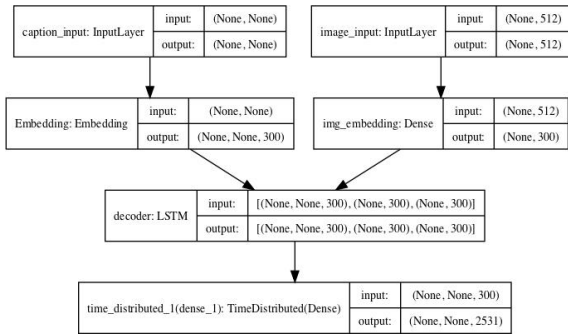 caption_input: InputLayer
input: (None, None)
output: (None, None)
image_input: InputLayer
input: (None, 512)
output: (None, 512)
Embedding: Embedding
input: (None, None)
output: (None, None, 300)
img_embedding: Dense
input: (None, 512)
output: (None, 300)
decoder: LSTM
input: [(None, None, 300), (None, 300), (None, 300)]
output: [(None, None, 300), (None, 300), (None, 300)]
time_distributed_1(dense_1): TimeDistributed(Dense)
input: (None, None, 300)
output: (None, None, 2531)